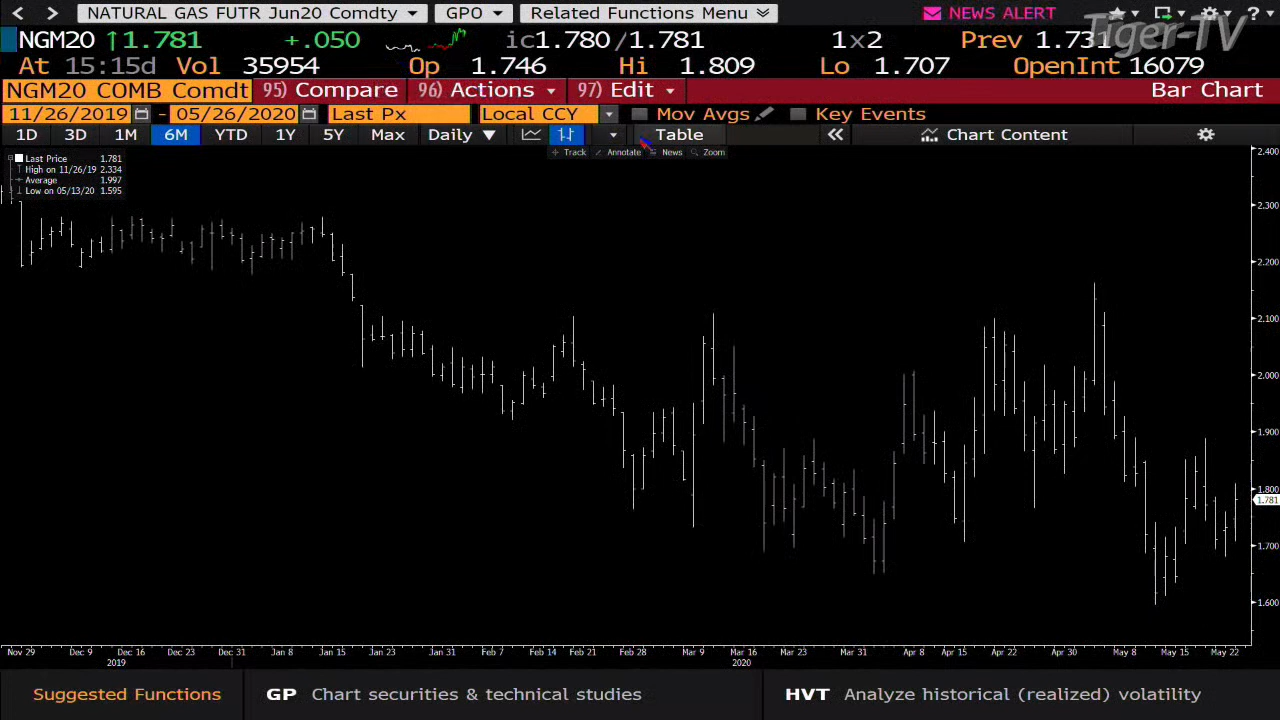 NATURAL GAS FUTR Jun20 Comdty GPO Related Functions Menu NEWS ALERT
Tiger-TV
NGM20 ↑1.781 +.050 ic1.780/1.781 1x2 Prev 1.731
At 15:15d Vol 35954 Op 1.746 Hi 1.809 Lo 1.707 OpenInt 16079
NGM20 COMB Comdt 95) Compare 96) Actions 97) Edit Bar Chart
11/26/2019 - 05/26/2020 Last Px Local CCY Mov Avgs Key Events
1D 3D 1M 6M YTD 1Y 5Y Max Daily ▼ Table « Chart Content
Track Annotate News Zoom
Last Price 1.781
High on 11/26/19 2.334
Average 1.997
Low on 05/13/20 1.595
2.400
2.300
2.200
2.100
2.000
1.900
1.800
1.781
1.700
1.600
Nov 29 Dec 9 Dec 16 Dec 23 Dec 31 Jan 8 Jan 15 Jan 23 Jan 31 Feb 7 Feb 14 Feb 21 Feb 28 Mar 9 Mar 16 Mar 23 Mar 31 Apr 8 Apr 15 Apr 22 Apr 30 May 8 May 15 May 22
2019 2020
Suggested Functions GP Chart securities & technical studies HVT Analyze historical (realized) volatility